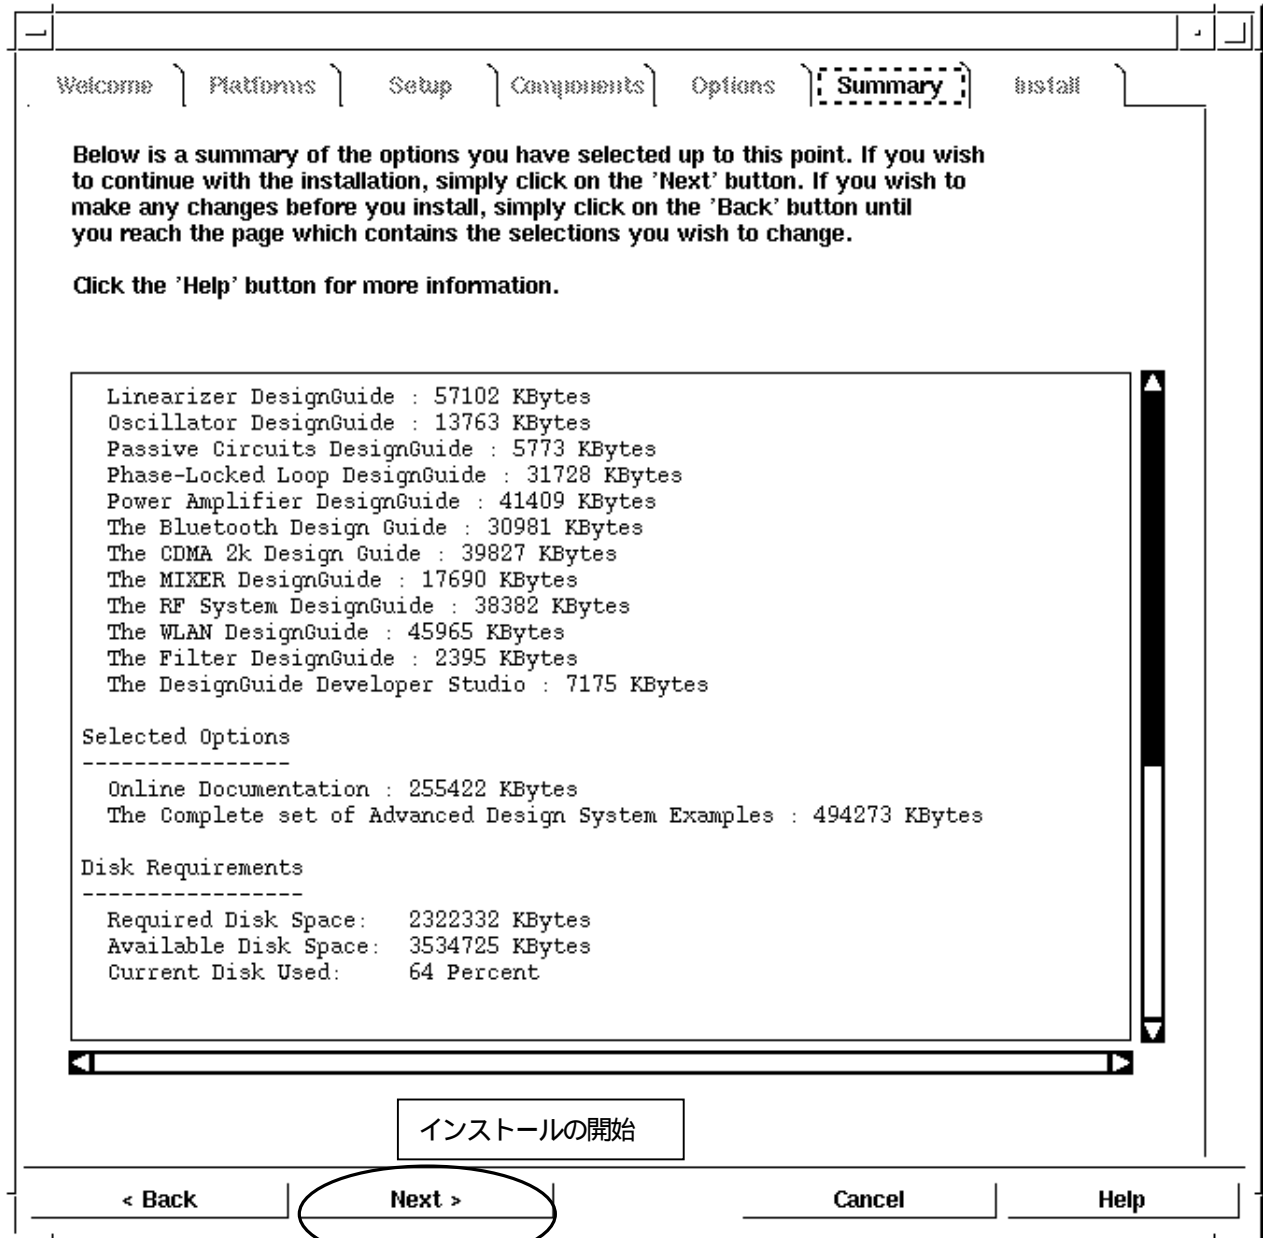 Welcome Platforms Setup Components Options Summary Install
Below is a summary of the options you have selected up to this point. If you wish
to continue with the installation, simply click on the 'Next' button. If you wish to
make any changes before you install, simply click on the 'Back' button until
you reach the page which contains the selections you wish to change.
Click the 'Help' button for more information.
Linearizer DesignGuide : 57102 KBytes
Oscillator DesignGuide : 13763 KBytes
Passive Circuits DesignGuide : 5773 KBytes
Phase-Locked Loop DesignGuide : 31728 KBytes
Power Amplifier DesignGuide : 41409 KBytes
The Bluetooth Design Guide : 30981 KBytes
The CDMA 2k Design Guide : 39827 KBytes
The MIXER DesignGuide : 17690 KBytes
The RF System DesignGuide : 38382 KBytes
The WLAN DesignGuide : 45965 KBytes
The Filter DesignGuide : 2395 KBytes
The DesignGuide Developer Studio : 7175 KBytes
Selected Options
----------------
Online Documentation : 255422 KBytes
The Complete set of Advanced Design System Examples : 494273 KBytes
Disk Requirements
-----------------
Required Disk Space: 2322332 KBytes
Available Disk Space: 3534725 KBytes
Current Disk Used: 64 Percent
インストールの開始
< Back Next > Cancel Help